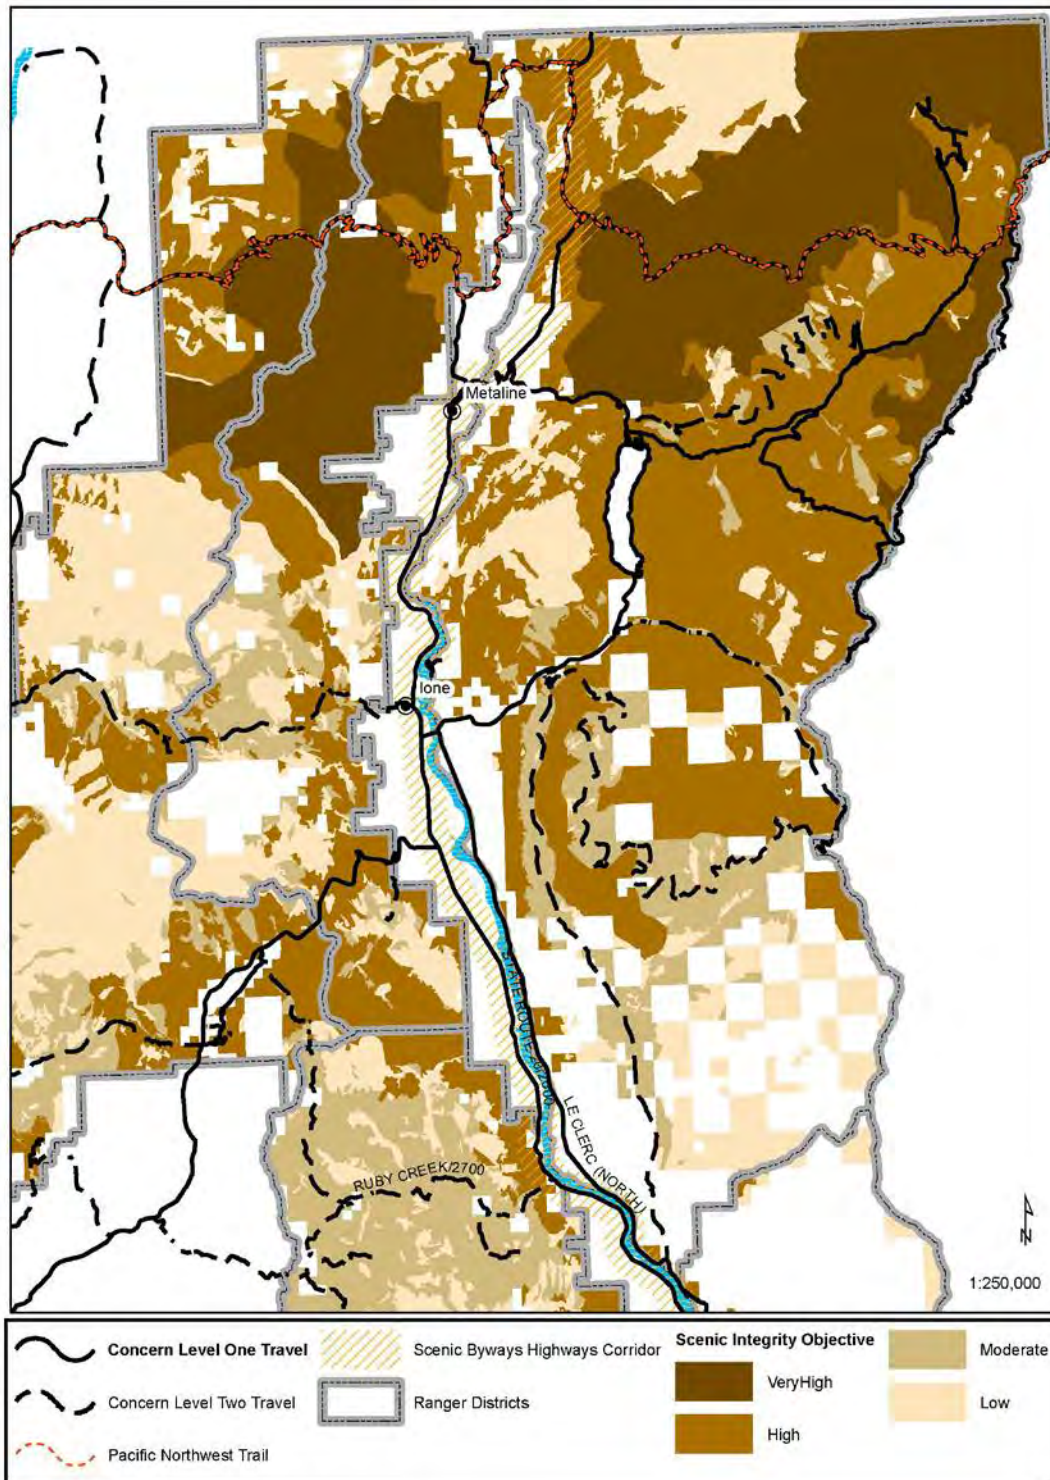 Metaline
Ione
STATE ROUTE
LE CLERC (NORTH)
RUBY CREEK/2700
1:250,000
Concern Level One Travel
Concern Level Two Travel
Pacific Northwest Trail
Scenic Byways Highways Corridor
Ranger Districts
Scenic Integrity Objective
VeryHigh
High
Moderate
Low